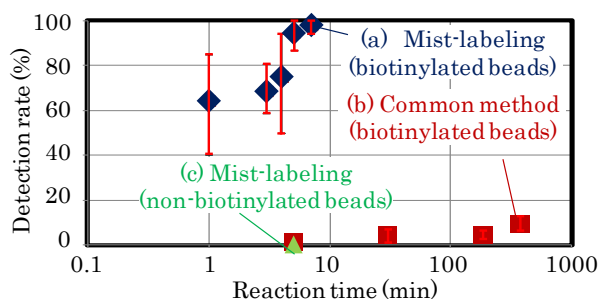 100
80
60
40
20
0
Detection rate (%)
(a) Mist-labeling
(biotinylated beads)
(b) Common method
(biotinylated beads)
(c) Mist-labeling
(non-biotinylated beads)
0.1 1 10 100 1000
Reaction time (min)